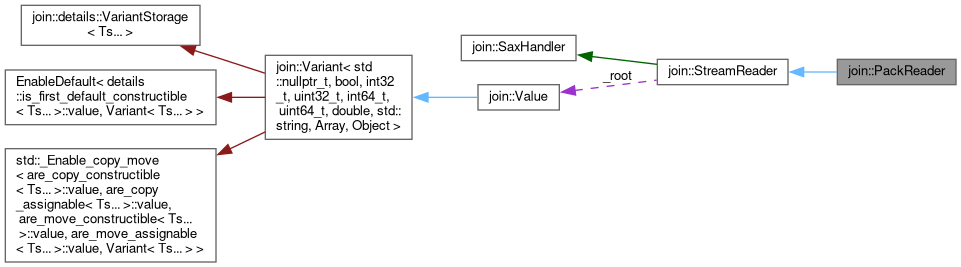 join::details::VariantStorage
< Ts... >
EnableDefault< details
::is_first_default_constructible
< Ts... >::value, Variant< Ts... > >
std::_Enable_copy_move
< are_copy_constructible
< Ts... >::value, are_copy
_assignable< Ts... >::value,
are_move_constructible< Ts...
>::value, are_move_assignable
< Ts... >::value, Variant< Ts... > >
join::Variant< std
::nullptr_t, bool, int32
_t, uint32_t, int64_t,
uint64_t, double, std::
string, Array, Object >
join::SaxHandler
join::Value
_root
join::StreamReader
join::PackReader